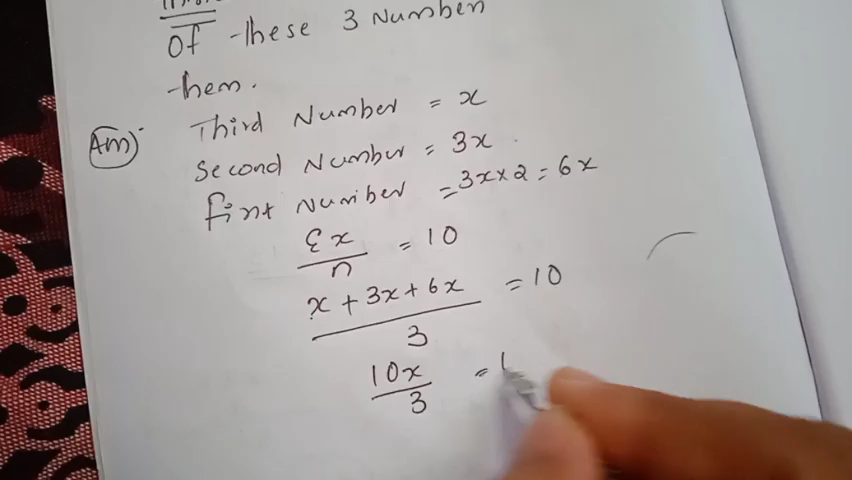 of these 3 Number
them.
Ans) Third Number = x
Second Number = 3x
First Number = 3x × 2 = 6x
Σx / n = 10
x + 3x + 6x / 3 = 10
10x / 3 = 1